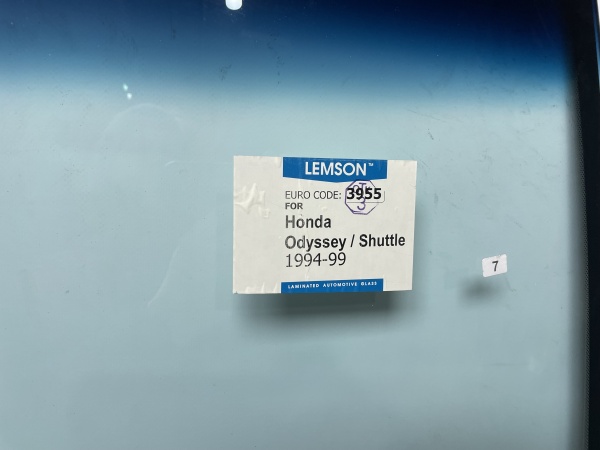 LEMSON™
EURO CODE: 3955
FOR
Honda
Odyssey / Shuttle
1994-99
LAMINATED AUTOMOTIVE GLASS
7